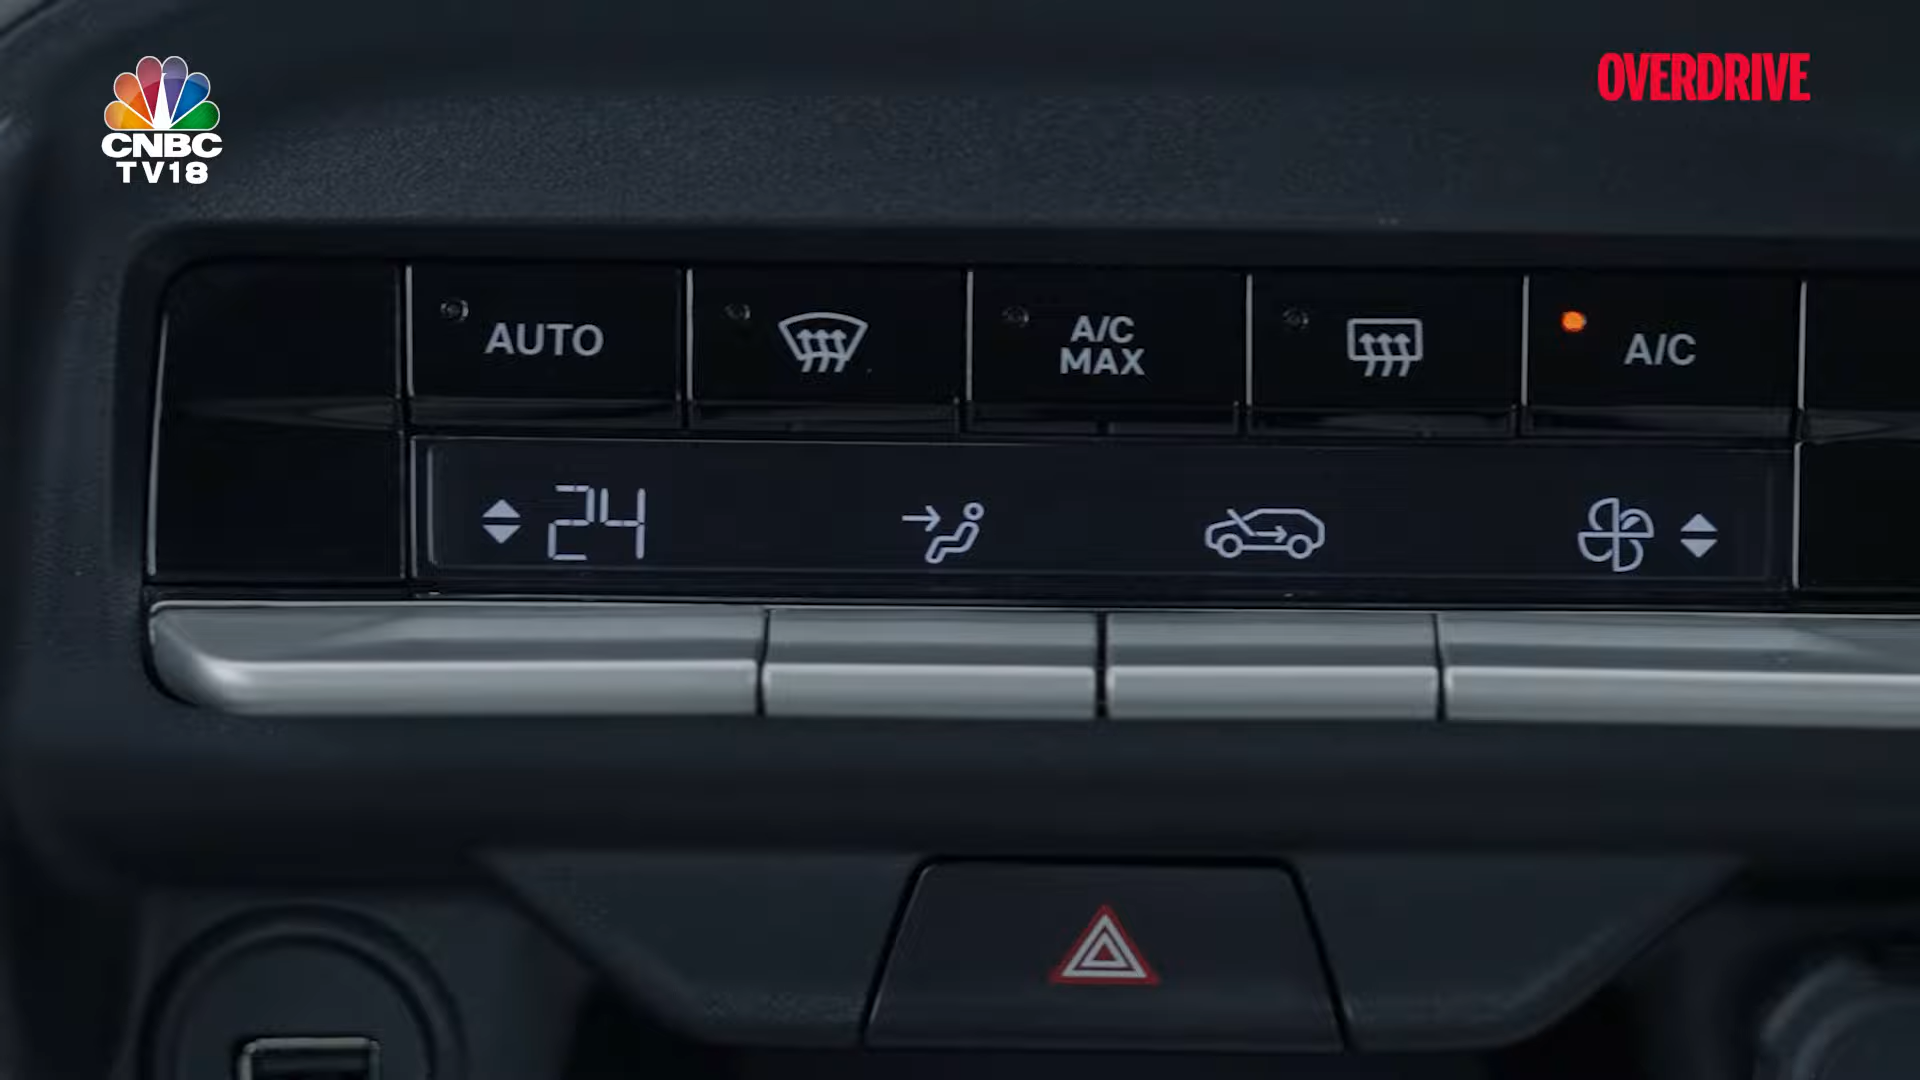 CNBC
TV18
OVERDRIVE
AUTO
A/C
MAX
A/C
24